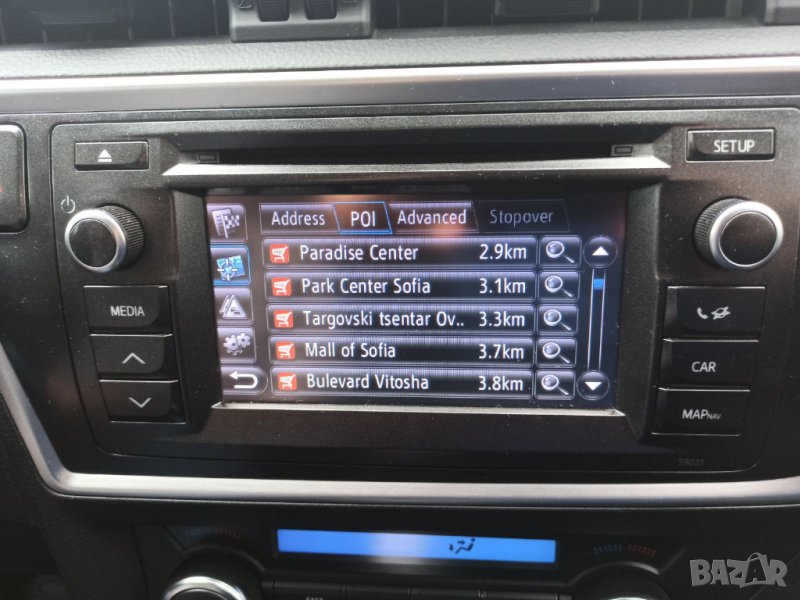 SETUP
Address POI Advanced Stopover
Paradise Center 2.9km
Park Center Sofia 3.1km
Targovski tsentar Ov.. 3.3km
Mall of Sofia 3.7km
Bulevard Vitosha 3.8km
MEDIA
CAR
MAPNAV
59021
BAZAR